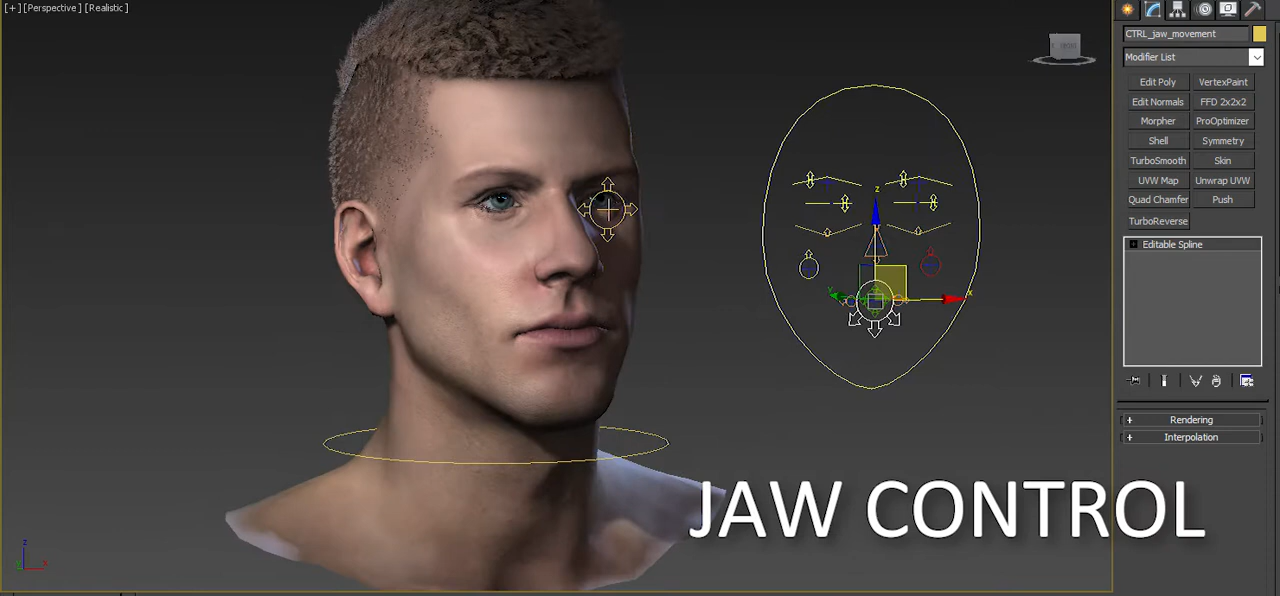 [+] [Perspective ] [Realistic ]
CTRL_jaw_movement
Modifier List
Edit Poly
VertexPaint
Edit Normals
FFD 2x2x2
Morpher
ProOptimizer
Shell
Symmetry
TurboSmooth
Skin
UVW Map
Unwrap UVW
Quad Chamfer
Push
TurboReverse
Editable Spline
z
y
x
+ Rendering
+ Interpolation
JAW CONTROL
z
x